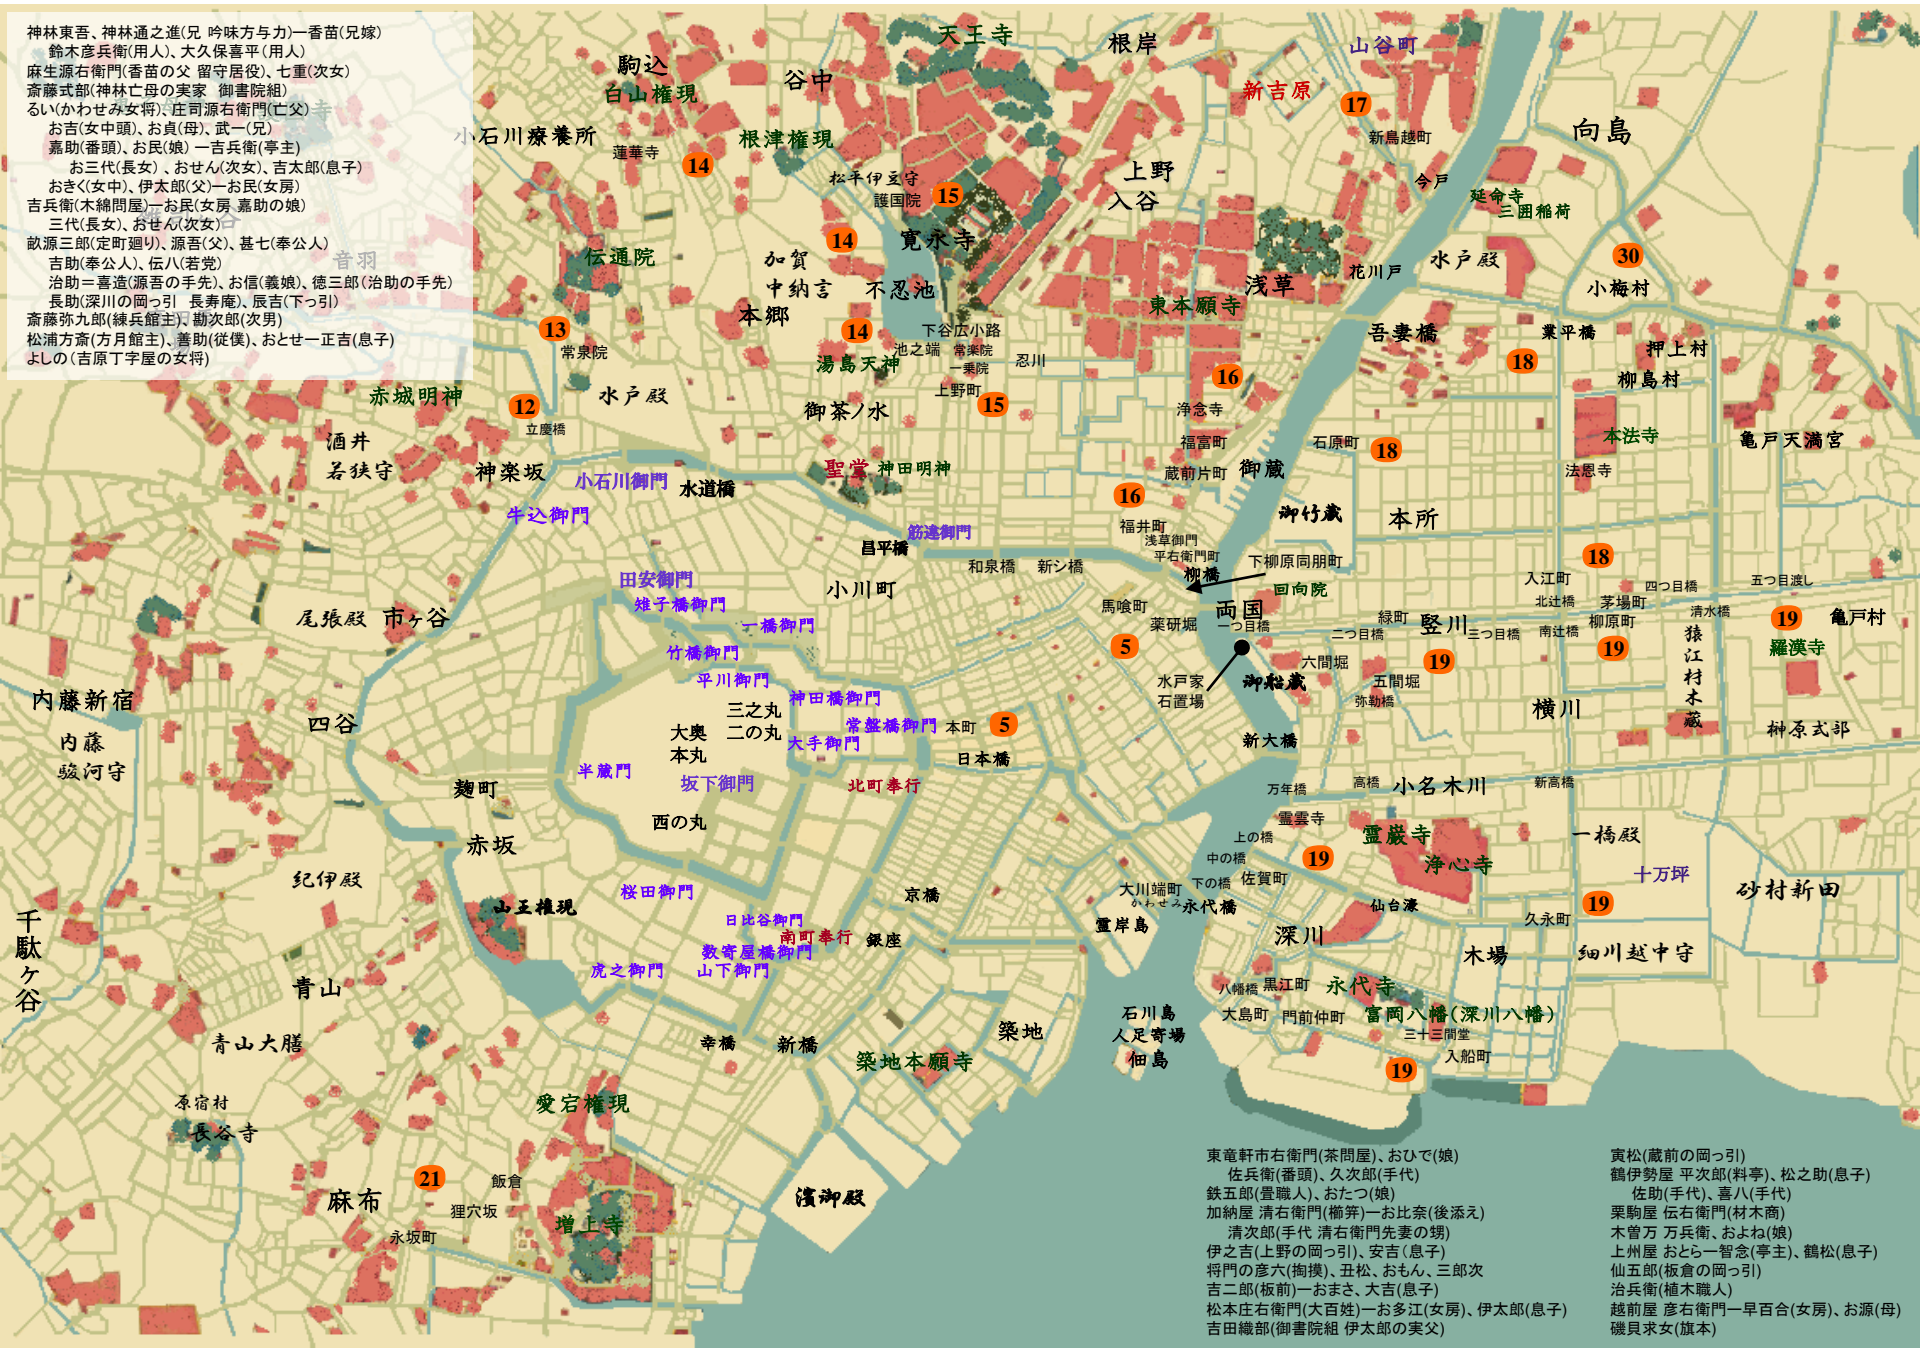 神林東吾、神林通之進(兄 吟味方与力)―香苗(兄嫁)
鈴木彦兵衛(用人)、大久保喜平(用人)
麻生源右衛門(香苗の父 留守居役)、七重(次女)
斎藤式部(神林亡母の実家 御書院組)
るい(かわせみ女将)、庄司源右衛門(亡父)
お吉(女中頭)、お貞(母)、武一(兄)
嘉助(番頭)、お民(娘) ―吉兵衛(亭主)
お三代(長女) 、おせん(次女)、吉太郎(息子)
おきく(女中)、伊太郎(父)―お民(女房)
吉兵衛(木綿問屋)―お民(女房 嘉助の娘)
三代(長女)、おせん(次女)
畝源三郎(定町廻り)、源吾(父)、甚七(奉公人)
吉助(奉公人)、伝八(若党)
治助＝喜造(源吾の手先)、お信(義娘)、徳三郎(治助の手先)
長助(深川の岡っ引 長寿庵)、辰吉(下っ引)
斎藤弥九郎(練兵館主)、勘次郎(次男)
松浦方斎(方月館主)、善助(従僕)、おとせ―正吉(息子)
よしの(吉原丁字屋の女将)
音羽
天王寺
根岸
山谷町
駒込
谷中
白山権現
新吉原
17
向島
小石川療養所
根津権現
新鳥越町
蓮華寺
14
上野
入谷
松平伊豆守
護国院
15
今戸
延命寺
三囲稲荷
寛永寺
14
伝通院
加賀
中納言
不忍池
浅草
花川戸
水戸殿
30
小梅村
東本願寺
本郷
13
常泉院
14
湯島天神
下谷広小路
池之端
常楽院
一乗院
忍川
吾妻橋
業平橋
18
押上村
柳島村
赤城明神
12
立慶橋
水戸殿
御茶ノ水
上野町
15
16
浄念寺
福富町
石原町
18
本法寺
亀戸天満宮
酒井
若狭守
神楽坂
小石川御門
水道橋
聖堂
神田明神
蔵前片町
御蔵
法恩寺
牛込御門
16
御竹蔵
本所
筋違御門
昌平橋
福井町
浅草御門
平右衛門町
柳橋
下柳原同朋町
18
和泉橋
新シ橋
田安御門
雉子橋御門
小川町
回向院
入江町
四つ目橋
五つ目渡し
尾張殿
市ヶ谷
一橋御門
馬喰町
両国
薬研堀
一つ目橋
緑町
竪川
北辻橋
茅場町
清水橋
19
亀戸村
二つ目橋
三つ目橋
南辻橋
柳原町
竹橋御門
5
19
19
猿江村木蔵
羅漢寺
平川御門
六間堀
五間堀
内藤新宿
神田橋御門
水戸家
石置場
御船蔵
弥勒橋
横川
四谷
三之丸
二の丸
大奥
本丸
常盤橋御門
大手御門
本町
5
内藤
駿河守
新大橋
榊原式部
日本橋
半蔵門
坂下御門
北町奉行
麹町
万年橋
高橋
小名木川
新高橋
西の丸
霊雲寺
赤坂
上の橋
霊巌寺
一橋殿
中の橋
19
浄心寺
紀伊殿
桜田御門
京橋
大川端町
かわせみ
下の橋
佐賀町
十万坪
砂村新田
永代橋
仙台濠
19
山王権現
日比谷御門
霊岸島
久永町
千駄ヶ谷
南町奉行
銀座
深川
数寄屋橋御門
木場
細川越中守
虎之御門
山下御門
青山
八幡橋
黒江町
永代寺
石川島
人足寄場
佃島
大島町
門前仲町
富岡八幡(深川八幡)
築地
三十三間堂
青山大膳
幸橋
新橋
築地本願寺
入船町
19
原宿村
長谷寺
愛宕権現
21
飯倉
麻布
狸穴坂
濱御殿
永坂町
増上寺
東竜軒市右衛門(茶問屋)、おひで(娘)
佐兵衛(番頭)、久次郎(手代)
鉄五郎(畳職人)、おたつ(娘)
加納屋 清右衛門(櫛笄)―お比奈(後添え)
清次郎(手代 清右衛門先妻の甥)
伊之吉(上野の岡っ引)、安吉(息子)
将門の彦六(掏摸)、丑松、おもん、三郎次
吉二郎(板前)―おまさ、大吉(息子)
松本庄右衛門(大百姓)―お多江(女房)、伊太郎(息子)
吉田織部(御書院組 伊太郎の実父)
寅松(蔵前の岡っ引)
鶴伊勢屋 平次郎(料亭)、松之助(息子)
佐助(手代)、喜八(手代)
栗駒屋 伝右衛門(材木商)
木曽万 万兵衛、およね(娘)
上州屋 おとら―智念(亭主)、鶴松(息子)
仙五郎(板倉の岡っ引)
治兵衛(植木職人)
越前屋 彦右衛門―早百合(女房)、お源(母)
磯貝求女(旗本)